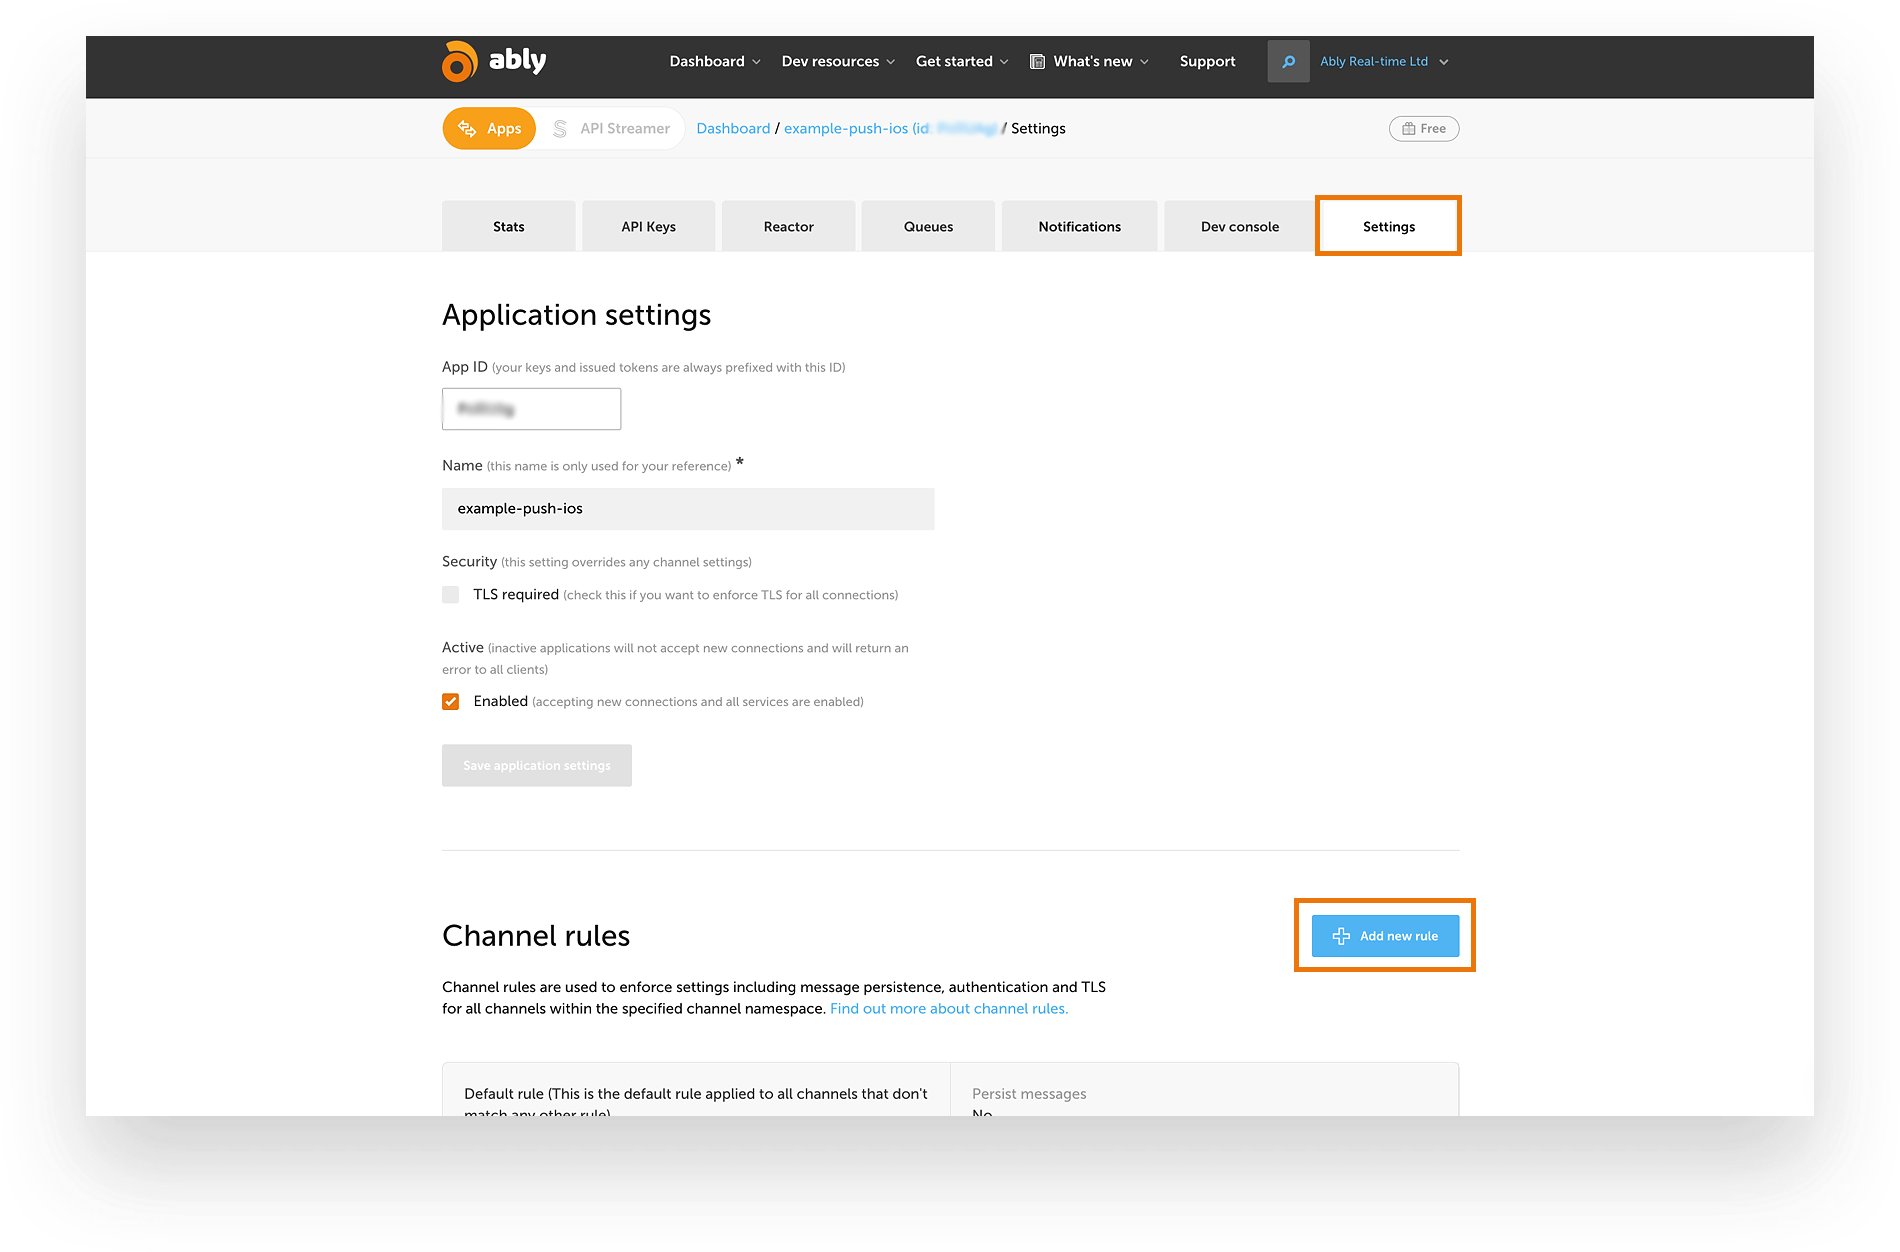 ably
Dashboard Dev resources Get started What's new Support Ably Real-time Ltd
Apps API Streamer Dashboard / example-push-ios (id: / Settings Free
Stats API Keys Reactor Queues Notifications Dev console Settings
Application settings
App ID (your keys and issued tokens are always prefixed with this ID)
Name (this name is only used for your reference) *
example-push-ios
Security (this setting overrides any channel settings)
TLS required (check this if you want to enforce TLS for all connections)
Active (inactive applications will not accept new connections and will return an
error to all clients)
Enabled (accepting new connections and all services are enabled)
Save application settings
Channel rules
Add new rule
Channel rules are used to enforce settings including message persistence, authentication and TLS
for all channels within the specified channel namespace. Find out more about channel rules.
Default rule (This is the default rule applied to all channels that don't
match any other rule)
Persist messages
No